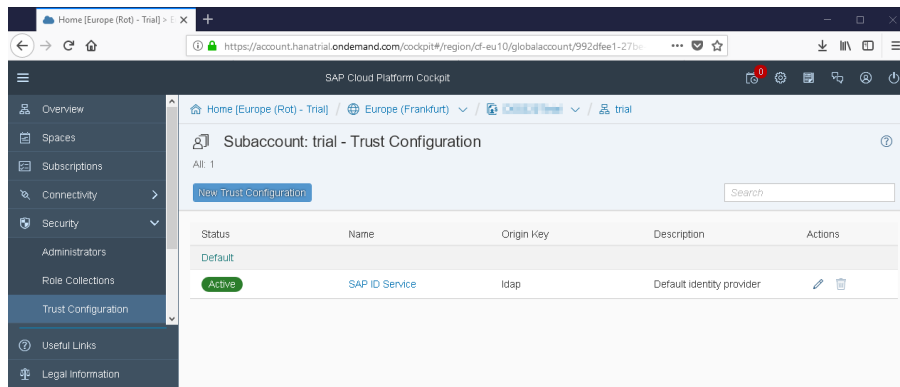 Home [Europe (Rot) - Trial] > E
https://account.hanatrial.ondemand.com/cockpit#/region/cf-eu10/globalaccount/992dfee1-27be
SAP Cloud Platform Cockpit
0
Overview
Spaces
Subscriptions
Connectivity
Security
Administrators
Role Collections
Trust Configuration
Useful Links
Legal Information
Home [Europe (Rot) - Trial] / Europe (Frankfurt) / / trial
Subaccount: trial - Trust Configuration
All: 1
New Trust Configuration
Search
Status Name Origin Key Description Actions
Default
Active SAP ID Service ldap Default identity provider